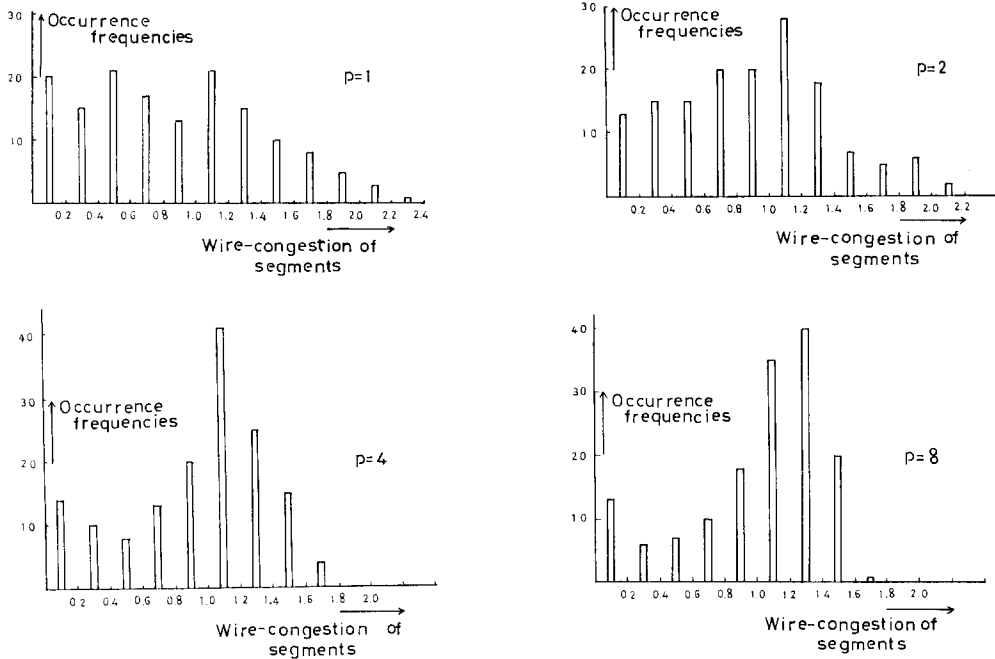 30
Occurrence
frequencies
20
10
p=1
0.2 0.4 0.6 0.8 1.0 1.2 1.4 1.6 1.8 2.0 2.2 2.4
Wire-congestion of
segments
30
Occurrence
frequencies
20
10
p=2
0.2 0.4 0.6 0.8 1.0 1.2 1.4 1.6 1.8 2.0 2.2
Wire-congestion of
segments
40
30
Occurrence
frequencies
20
10
p=4
0.2 0.4 0.6 0.8 1.0 1.2 1.4 1.6 1.8 2.0
Wire-congestion of
segments
40
30
Occurrence
frequencies
20
10
p=8
0.2 0.4 0.6 0.8 1.0 1.2 1.4 1.6 1.8 2.0
Wire-congestion of
segments